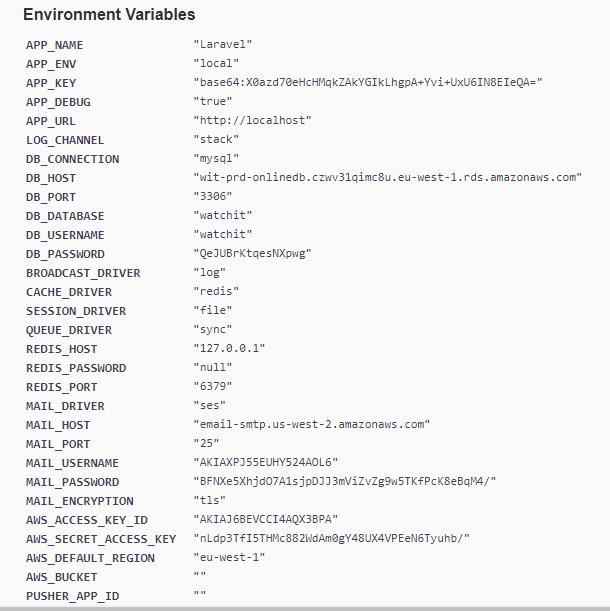 Environment Variables
APP_NAME "Laravel"
APP_ENV "local"
APP_KEY "base64:X0azd70eHcHMqkZAkYGIkLhgpA+Yvi+UxU6IN8EIeQA="
APP_DEBUG "true"
APP_URL "http://localhost"
LOG_CHANNEL "stack"
DB_CONNECTION "mysql"
DB_HOST "wit-prd-onlinedb.czwv31qimc8u.eu-west-1.rds.amazonaws.com"
DB_PORT "3306"
DB_DATABASE "watchit"
DB_USERNAME "watchit"
DB_PASSWORD "QeJUBrKtqesNXpwg"
BROADCAST_DRIVER "log"
CACHE_DRIVER "redis"
SESSION_DRIVER "file"
QUEUE_DRIVER "sync"
REDIS_HOST "127.0.0.1"
REDIS_PASSWORD "null"
REDIS_PORT "6379"
MAIL_DRIVER "ses"
MAIL_HOST "email-smtp.us-west-2.amazonaws.com"
MAIL_PORT "25"
MAIL_USERNAME "AKIAXPJ55EUHY524AOL6"
MAIL_PASSWORD "BFNXe5XhjdO7A1sjpDJJ3mViZvZg9w5TKfPcK8eBqM4/"
MAIL_ENCRYPTION "tls"
AWS_ACCESS_KEY_ID "AKIAJ6BEVCCI4AQX3BPA"
AWS_SECRET_ACCESS_KEY "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"
AWS_DEFAULT_REGION "eu-west-1"
AWS_BUCKET ""
PUSHER_APP_ID ""